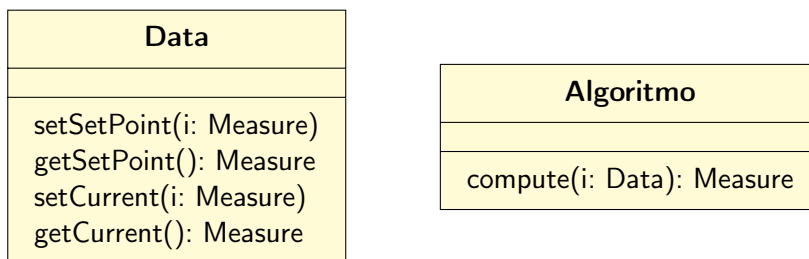 Data
setSetPoint(i: Measure)
getSetPoint(): Measure
setCurrent(i: Measure)
getCurrent(): Measure
Algoritmo
compute(i: Data): Measure